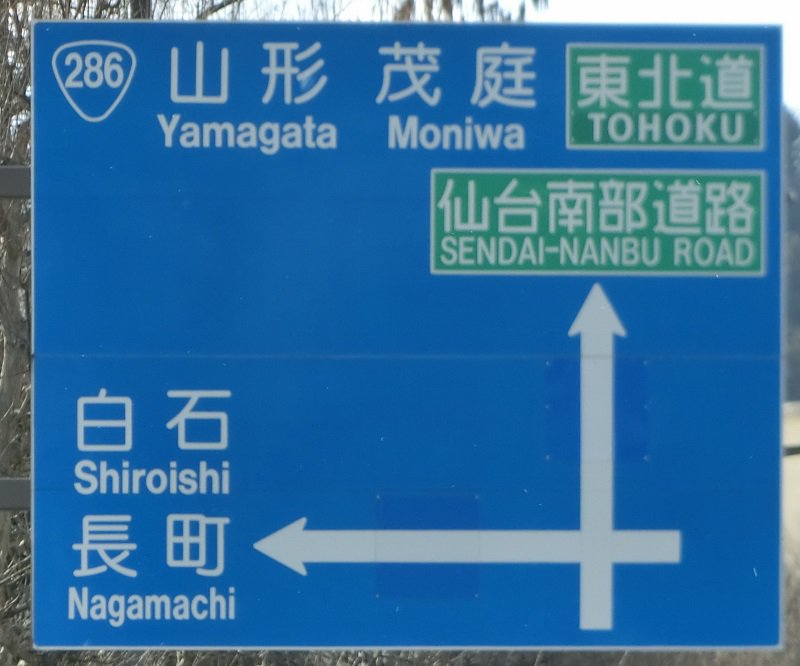 286 山形 茂庭 東北道
Yamagata Moniwa TOHOKU
仙台南部道路
SENDAI-NANBU ROAD
白石
Shiroishi
長町
Nagamachi